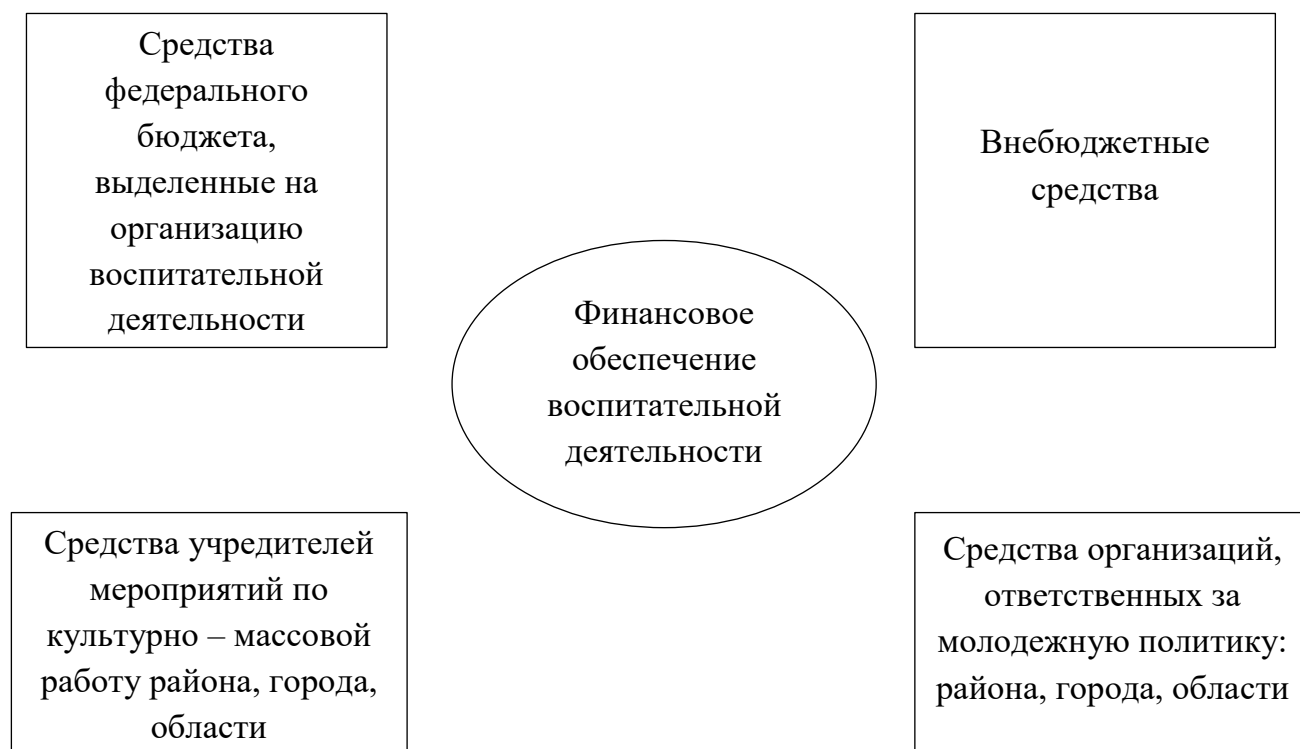 Средства
федерального
бюджета,
выделенные на
организацию
воспитательной
деятельности
Внебюджетные
средства
Финансовое
обеспечение
воспитательной
деятельности
Средства учредителей
мероприятий по
культурно – массовой
работу района, города,
области
Средства организаций,
ответственных за
молодежную политику:
района, города, области